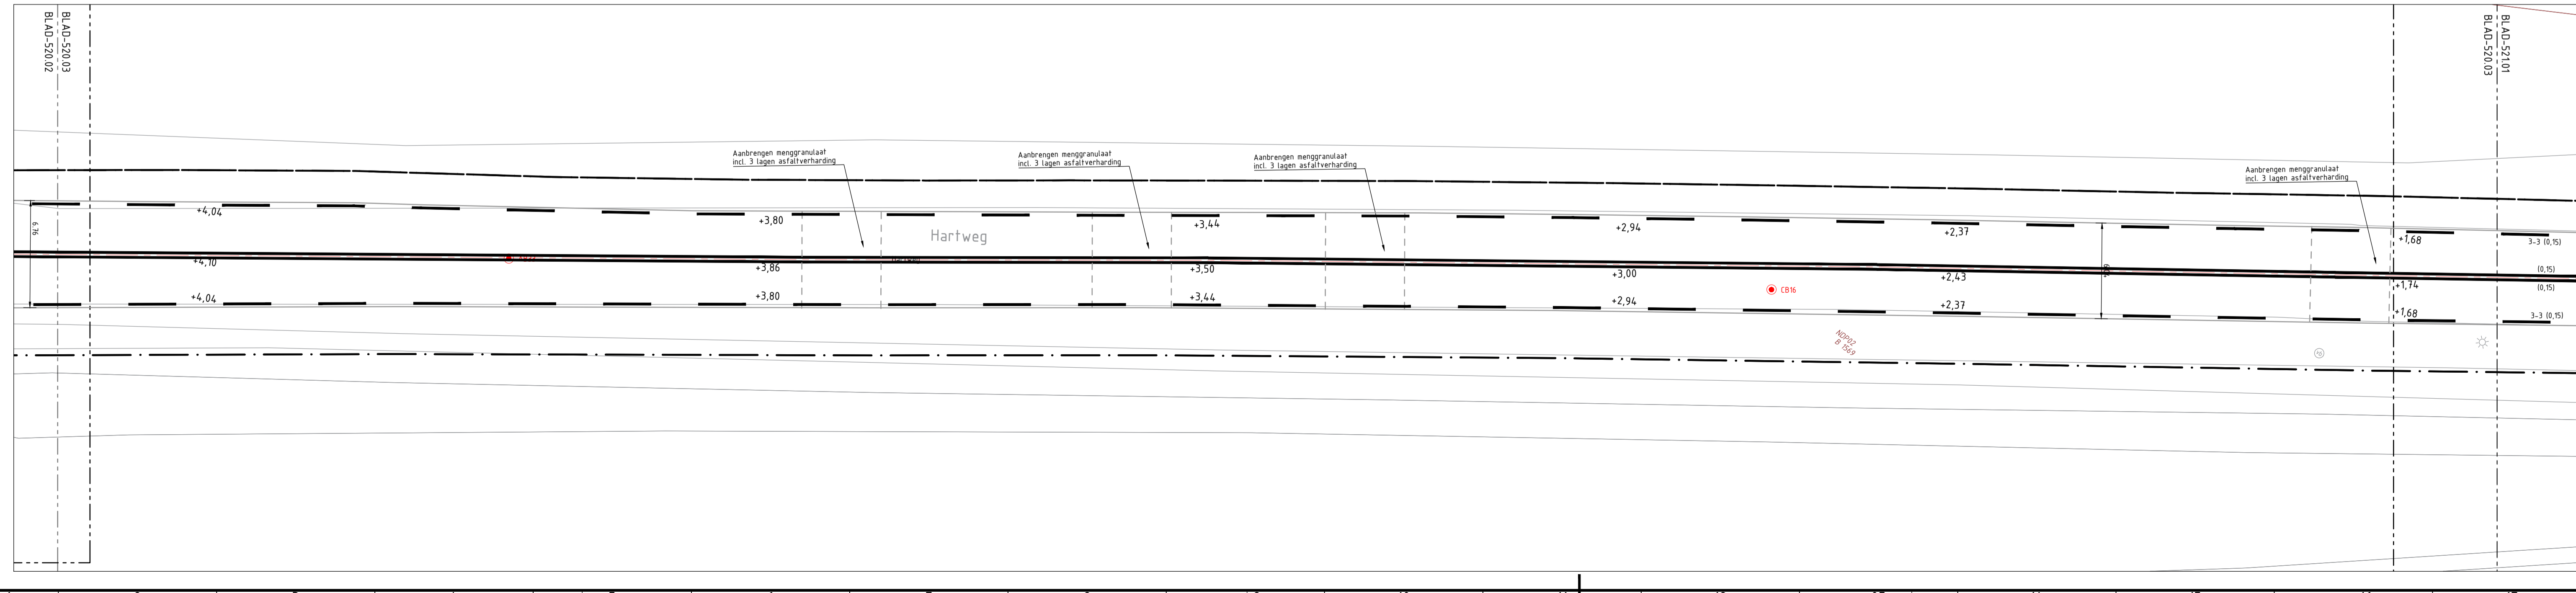 BLAD-520.03
BLAD-520.02
BLAD-521.01
BLAD-520.03
Aanbrengen menggranulaat
incl. 3 lagen asfaltverharding
Aanbrengen menggranulaat
incl. 3 lagen asfaltverharding
Aanbrengen menggranulaat
incl. 3 lagen asfaltverharding
Aanbrengen menggranulaat
incl. 3 lagen asfaltverharding
6.76
+4,04
+3,80
+3,44
+2,94
+2,37
+1,68
3-3 (0,15)
Hartweg
+4,10
+3,86
+3,50
+3,00
+2,43
+1,74
(0,15)
(0,15)
CB16
+4,04
+3,80
+3,44
+2,94
+2,37
+1,68
3-3 (0,15)
NDP02
B 1569